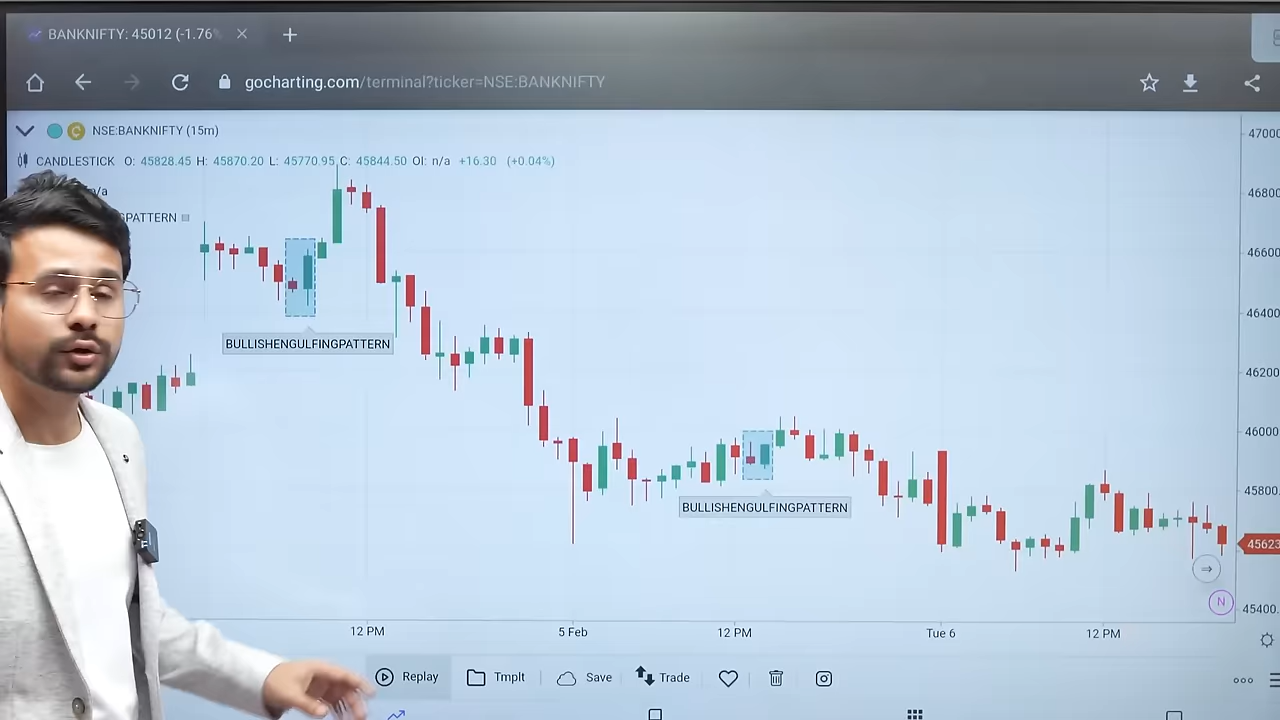 BANKNIFTY: 45012 (-1.76
gocharting.com/terminal?ticker=NSE:BANKNIFTY
NSE:BANKNIFTY (15m)
CANDLESTICK O: 45828.45 H: 45870.20 L: 45770.95 C: 45844.50 OI: n/a +16.30 (+0.04%)
n/a
GPATTERN
BULLISHENGULFINGPATTERN
BULLISHENGULFINGPATTERN
47000
46800
46600
46400
46200
46000
45800
45623
45400.
N
12 PM
5 Feb
12 PM
Tue 6
12 PM
Replay
Tmplt
Save
Trade